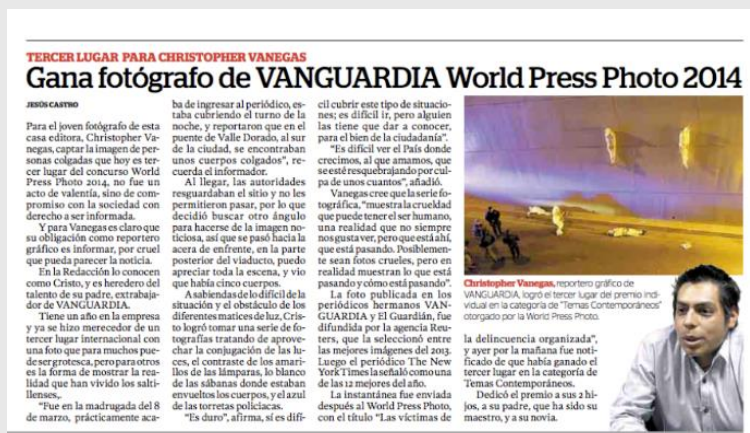 TERCER LUGAR PARA CHRISTOPHER VANEGAS
Gana fotógrafo de VANGUARDIA World Press Photo 2014
JESÚS CASTRO
Para el joven fotógrafo de esta
casa editora, Christopher Va-
negas, captar la imagen de per-
sonas colgadas que hoy es ter-
cer lugar del concurso World
Press Photo 2014, no fue un
acto de valentía, sino de com-
promiso con la sociedad con
derecho a ser informada.
Y para Vanegas es claro que
su obligación como reportero
gráfico es informar, por cruel
que pueda parecer la noticia.
En la Redacción lo conocen
como Cristo, y es heredero del
talento de su padre, extrabaja-
dor de VANGUARDIA.
Tiene un año en la empresa
y ya se hizo merecedor de un
tercer lugar internacional con
una foto que para muchos pue-
de ser grotesca, pero para otros
es la forma de mostrar la rea-
lidad que han vivido los salti-
llenses,.
"Fue en la madrugada del 8
de marzo, prácticamente aca-
ba de ingresar al periódico, es-
taba cubriendo el turno de la
noche, y reportaron que en el
puente de Valle Dorado, al sur
de la ciudad, se encontraban
unos cuerpos colgados", re-
cuerda el informador.
Al llegar, las autoridades
resguardaban el sitio y no les
permitieron pasar, por lo que
decidió buscar otro ángulo
para hacerse de la imagen no-
ticiosa, así que se pasó hacia la
acera de enfrente, en la parte
posterior del viaducto, pudo
apreciar toda la escena, y vio
que había cinco cuerpos.
A sabiendas de lo difícil de la
situación y el obstáculo de los
diferentes matices de luz, Cris-
to logró tomar una serie de fo-
tografías tratando de aprove-
char la conjugación de las lu-
ces, el contraste de los amari-
llos de las lámparas, lo blanco
de las sábanas donde estaban
envueltos los cuerpos, y el azul
de las torretas policiacas.
"Es duro", afirma, sí es difí-
cil cubrir este tipo de situacio-
nes; es difícil ir, pero alguien
las tiene que dar a conocer,
para el bien de la ciudadanía".
"Es difícil ver el País donde
crecimos, al que amamos, que
se esté resquebrajando por cul-
pa de unos cuantos", añadió.
Vanegas cree que la serie fo-
tográfica, "muestra la crueldad
que puede tener el ser humano,
una realidad que no siempre
nos gusta ver, pero que está ahí,
que está pasando. Posiblemen-
te sean fotos crueles, pero en
realidad muestran lo que está
pasando y cómo está pasando".
La foto publicada en los
periódicos hermanos VAN-
GUARDIA y El Guardián, fue
difundida por la agencia Reu-
ters, que la seleccionó entre
las mejores imágenes del 2013.
Luego el periódico The New
York Times la señaló como una
de las 12 mejores del año.
La instantánea fue enviada
después al World Press Photo,
con el título "Las víctimas de
Christopher Vanegas, reportero gráfico de
VANGUARDIA, logró el tercer lugar del premio Indi-
vidual en la categoría de "Temas Contemporáneos"
otorgado por la World Press Photo.
la delincuencia organizada",
y ayer por la mañana fue noti-
ficado de que había ganado el
tercer lugar en la categoría de
Temas Contemporáneos.
Dedicó el premio a sus 2 hi-
jos, a su padre, que ha sido su
maestro, y a su novia.